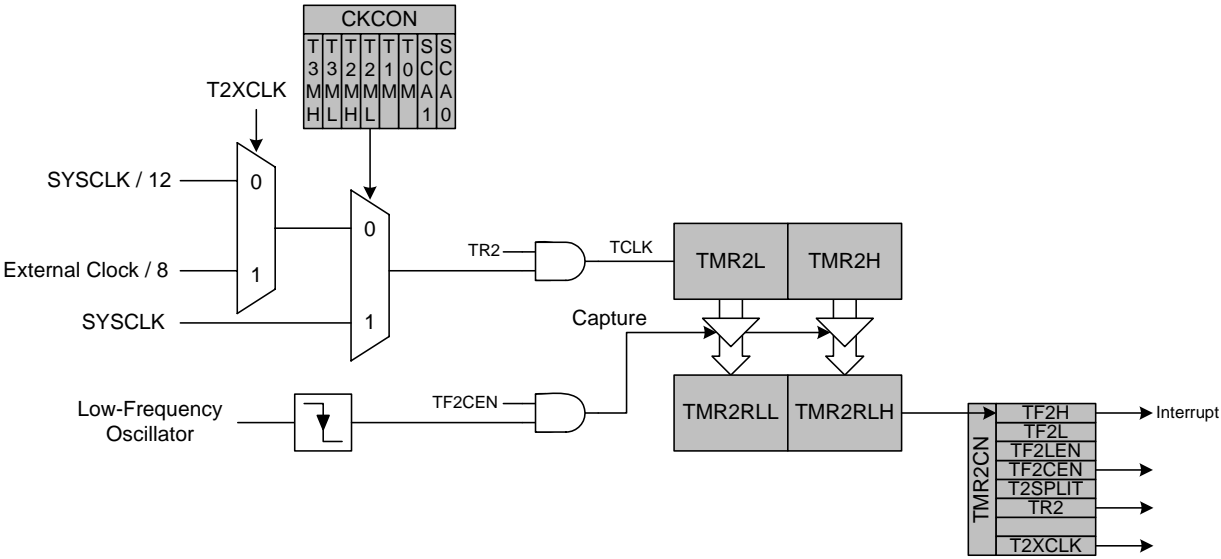 CKCON
T3MH
T3ML
T2MH
T2ML
T1M
T0M
SCA1
SCA0
T2XCLK
SYSCLK / 12
0
External Clock / 8
1
SYSCLK
0
1
TR2
TCLK
TMR2L
TMR2H
Capture
Low-Frequency
Oscillator
TF2CEN
TMR2RLL
TMR2RLH
TMR2CN
TF2H
Interrupt
TF2L
TF2LEN
TF2CEN
T2SPLIT
TR2
T2XCLK